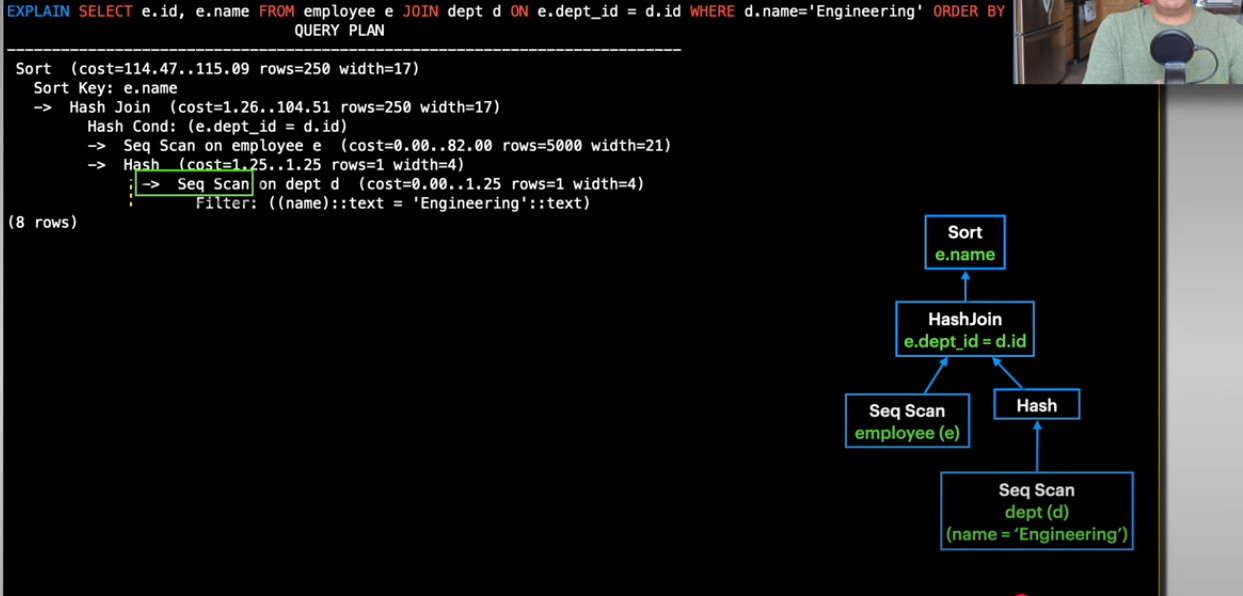 EXPLAIN SELECT e.id, e.name FROM employee e JOIN dept d ON e.dept_id = d.id WHERE d.name='Engineering' ORDER BY
QUERY PLAN
Sort  (cost=114.47..115.09 rows=250 width=17)
Sort Key: e.name
->  Hash Join  (cost=1.26..104.51 rows=250 width=17)
Hash Cond: (e.dept_id = d.id)
->  Seq Scan on employee e  (cost=0.00..82.00 rows=5000 width=21)
->  Hash  (cost=1.25..1.25 rows=1 width=4)
->  Seq Scan on dept d  (cost=0.00..1.25 rows=1 width=4)
Filter: ((name)::text = 'Engineering'::text)
(8 rows)
Sort
e.name
HashJoin
e.dept_id = d.id
Seq Scan
employee (e)
Hash
Seq Scan
dept (d)
(name = ‘Engineering’)